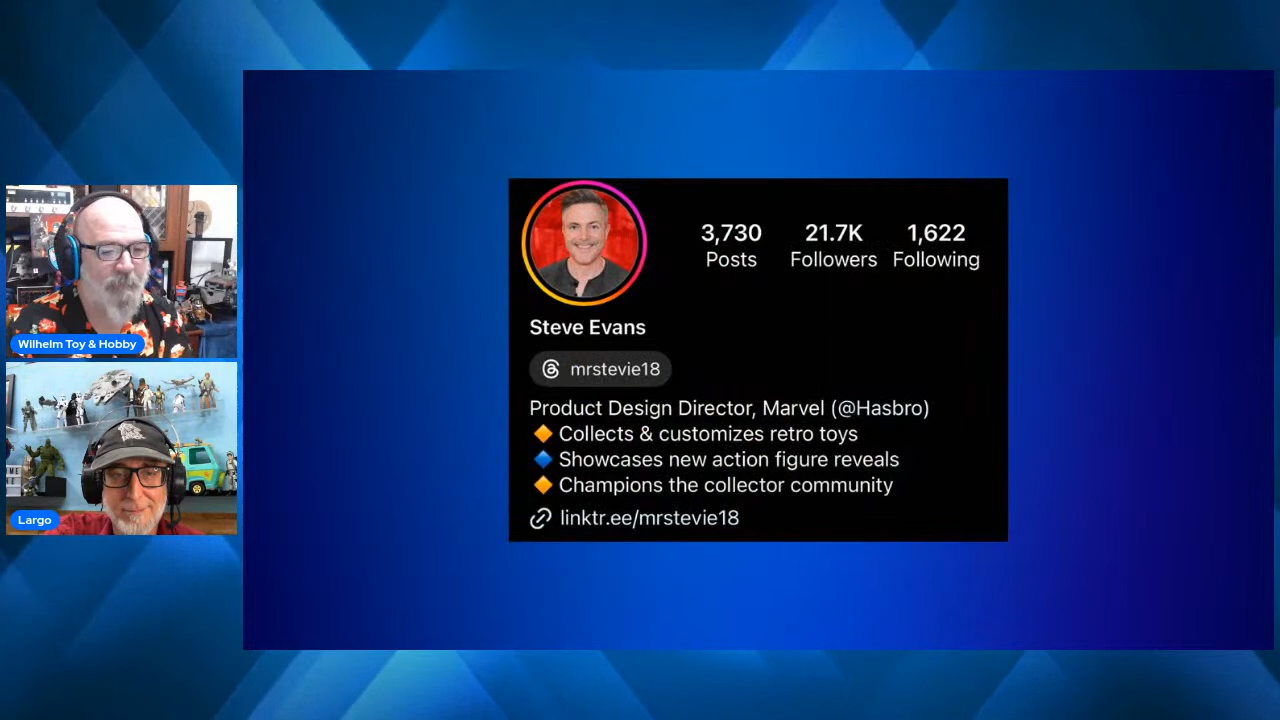 Wilhelm Toy & Hobby
Largo
3,730
Posts
21.7K
Followers
1,622
Following
Steve Evans
mrstevie18
Product Design Director, Marvel (@Hasbro)
Collects & customizes retro toys
Showcases new action figure reveals
Champions the collector community
linktr.ee/mrstevie18